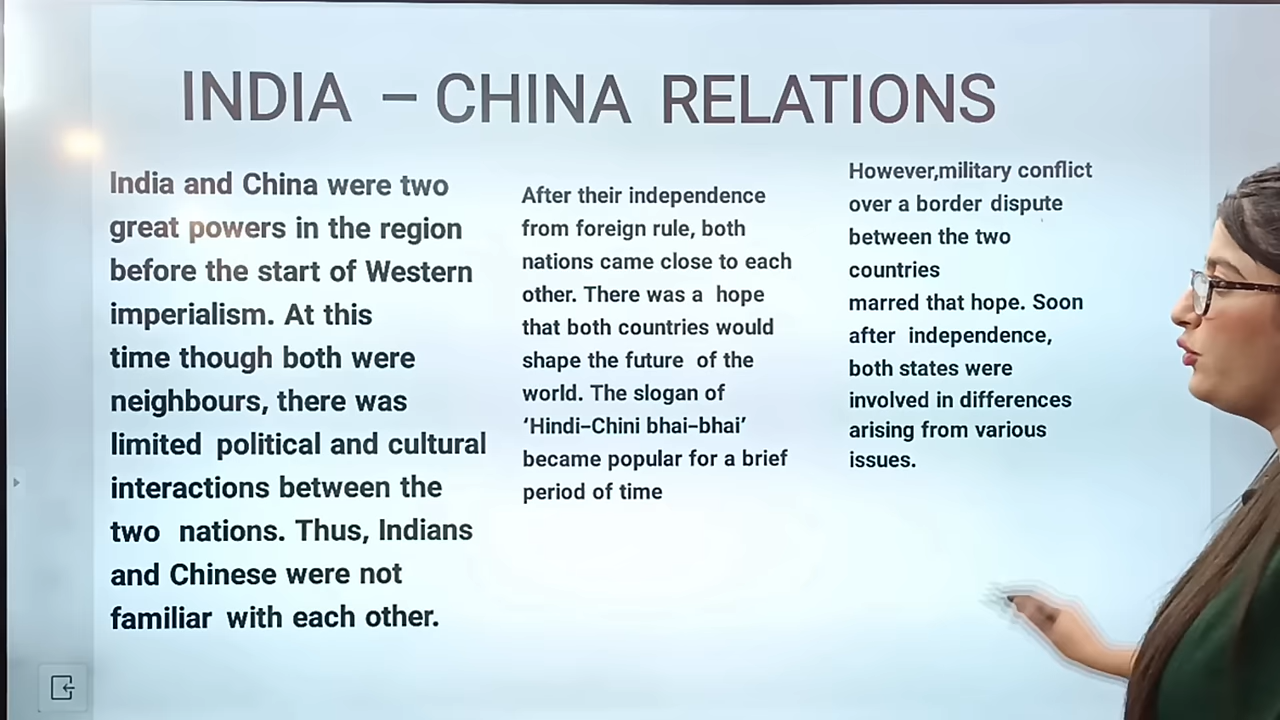 INDIA – CHINA RELATIONS
India and China were two
great powers in the region
before the start of Western
imperialism. At this
time though both were
neighbours, there was
limited political and cultural
interactions between the
two nations. Thus, Indians
and Chinese were not
familiar with each other.
After their independence
from foreign rule, both
nations came close to each
other. There was a hope
that both countries would
shape the future of the
world. The slogan of
‘Hindi–Chini bhai–bhai’
became popular for a brief
period of time
However,military conflict
over a border dispute
between the two
countries
marred that hope. Soon
after independence,
both states were
involved in differences
arising from various
issues.